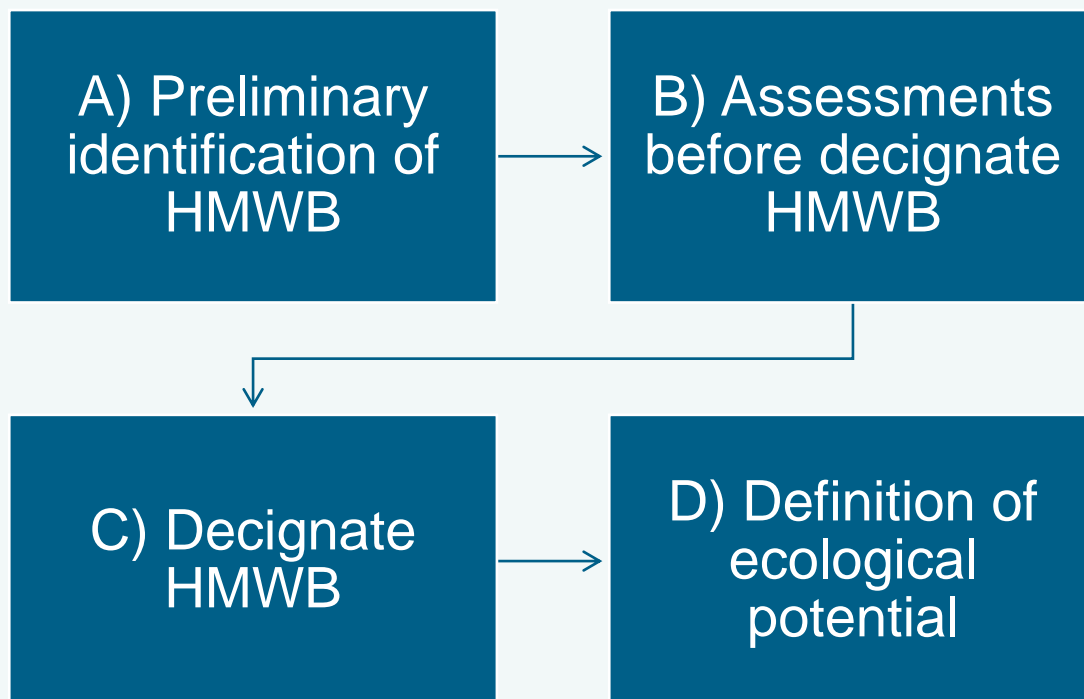 A) Preliminary
identification of
HMWB
B) Assessments
before decignate
HMWB
C) Decignate
HMWB
D) Definition of
ecological
potential